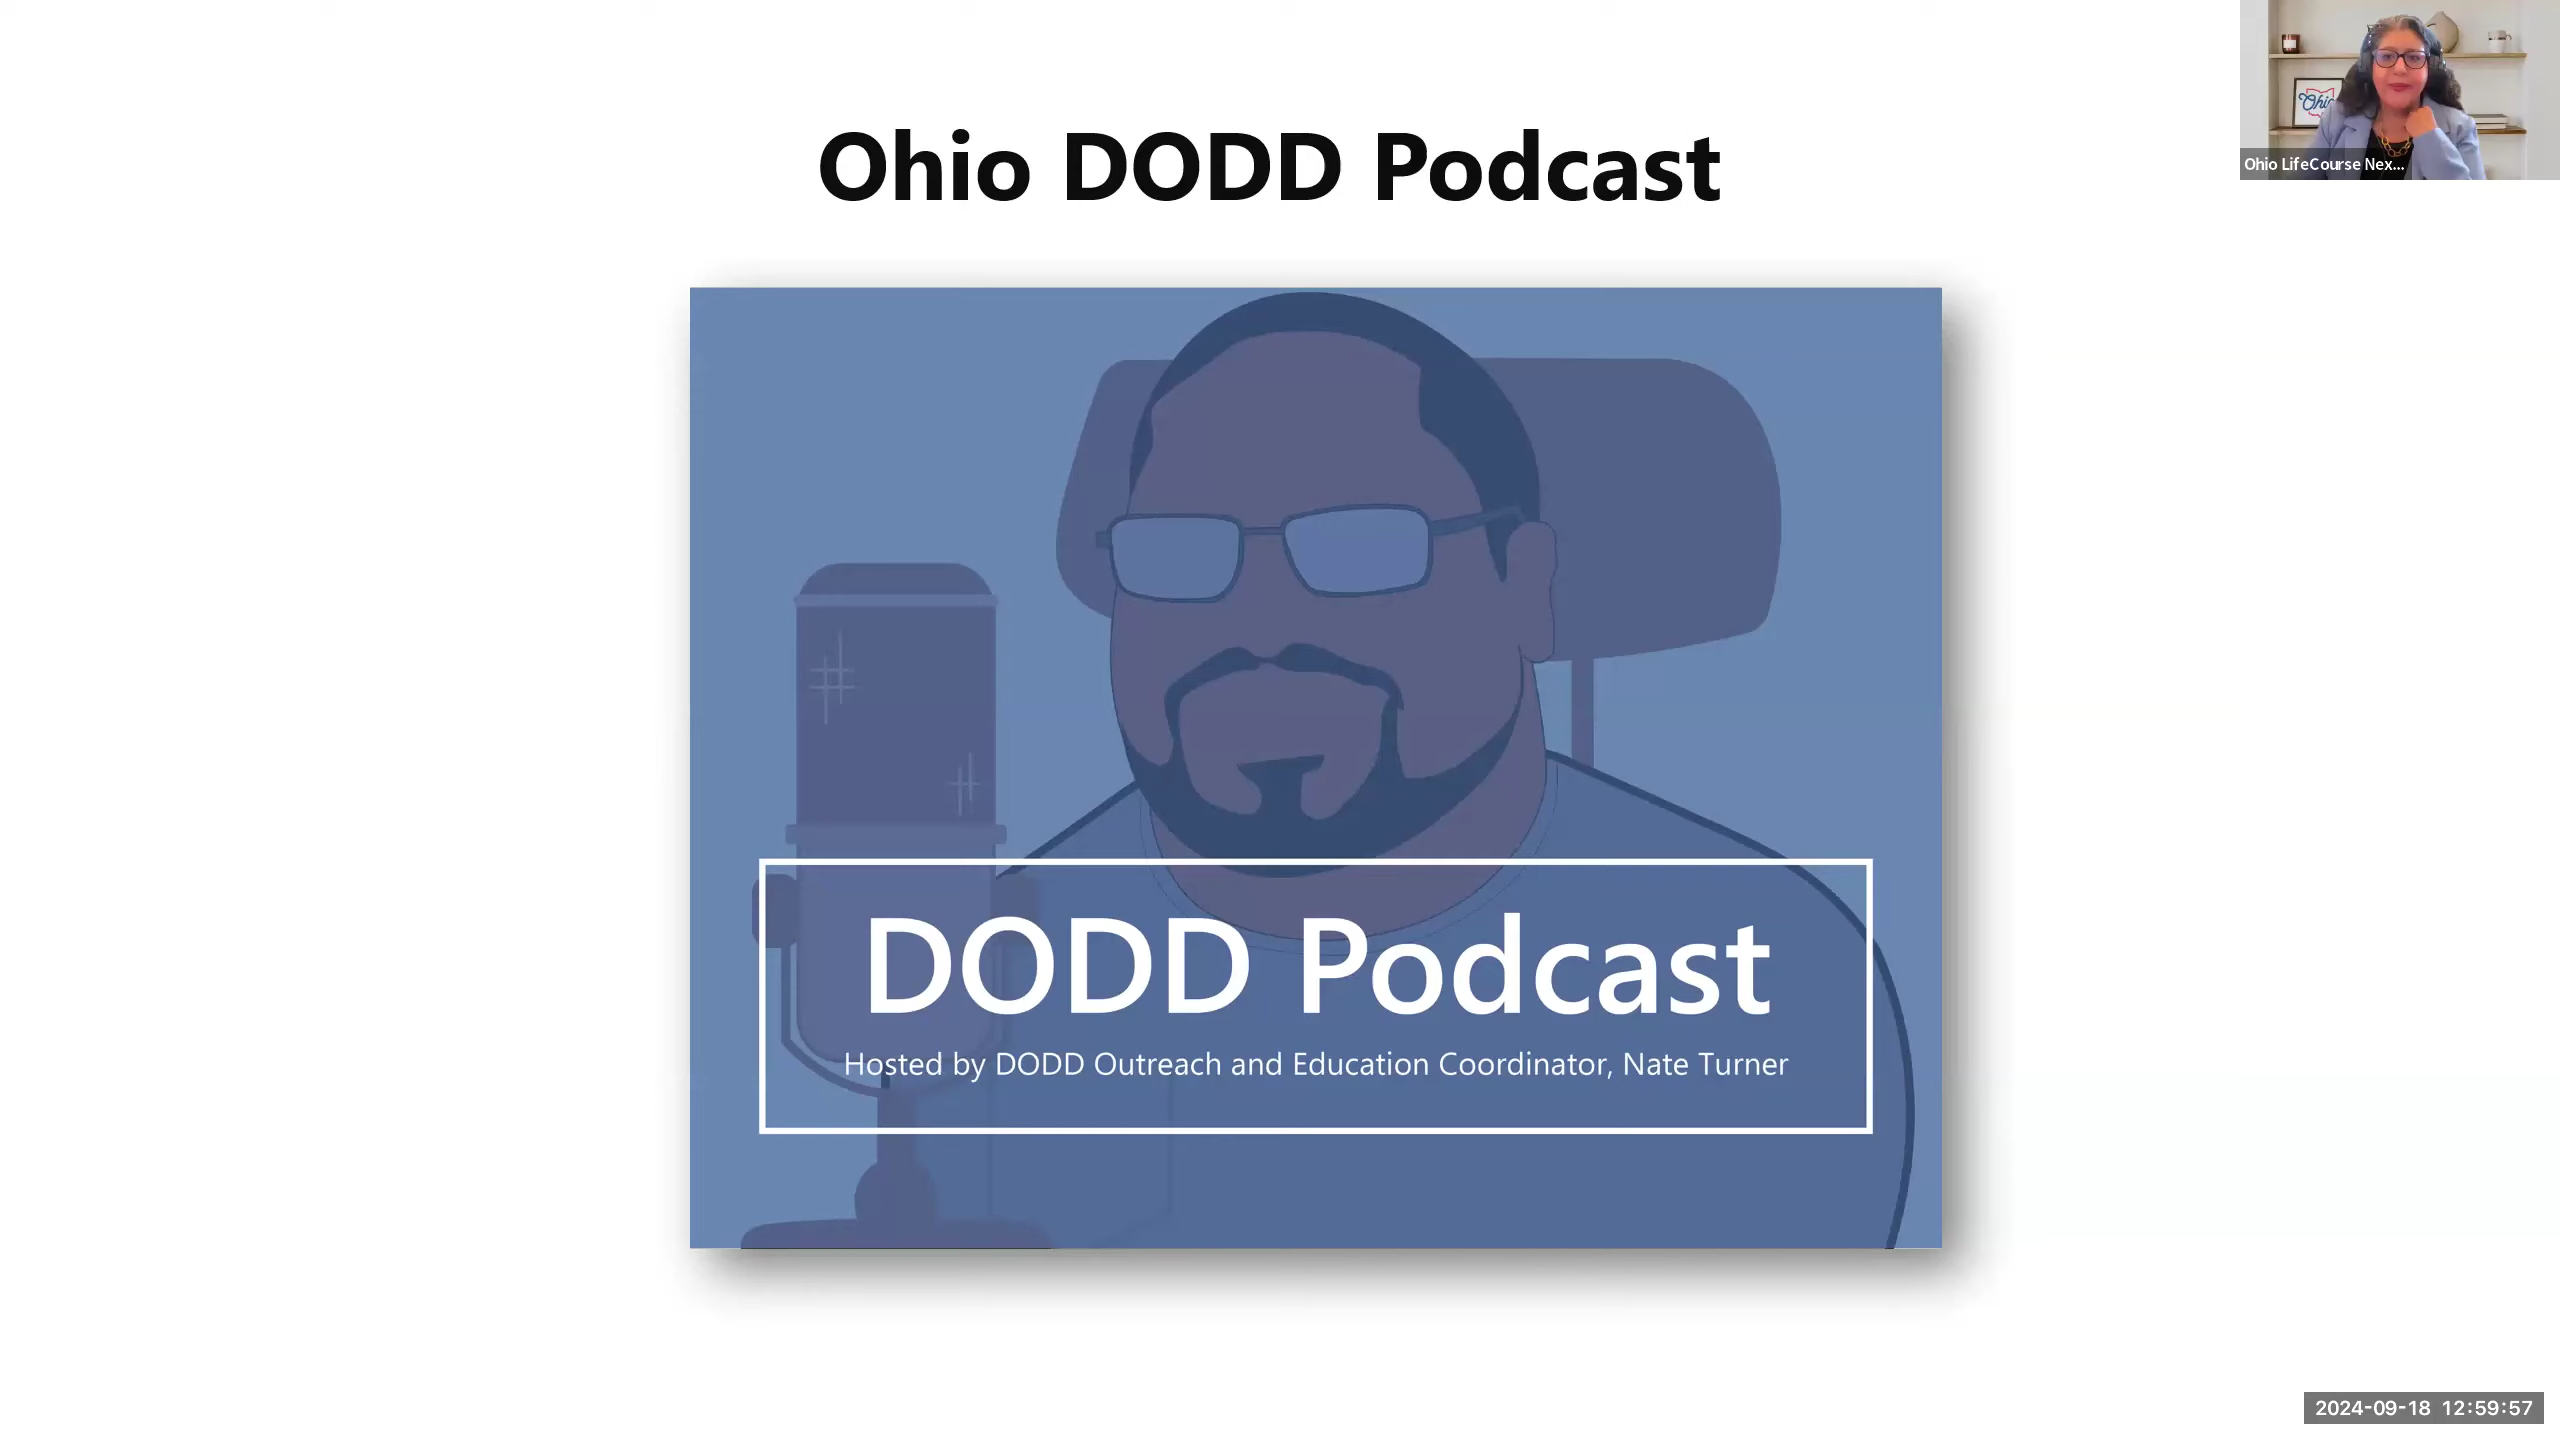 Ohio DODD Podcast
Ohio LifeCourse Nex...
DODD Podcast
Hosted by DODD Outreach and Education Coordinator, Nate Turner
2024-09-18 12:59:57